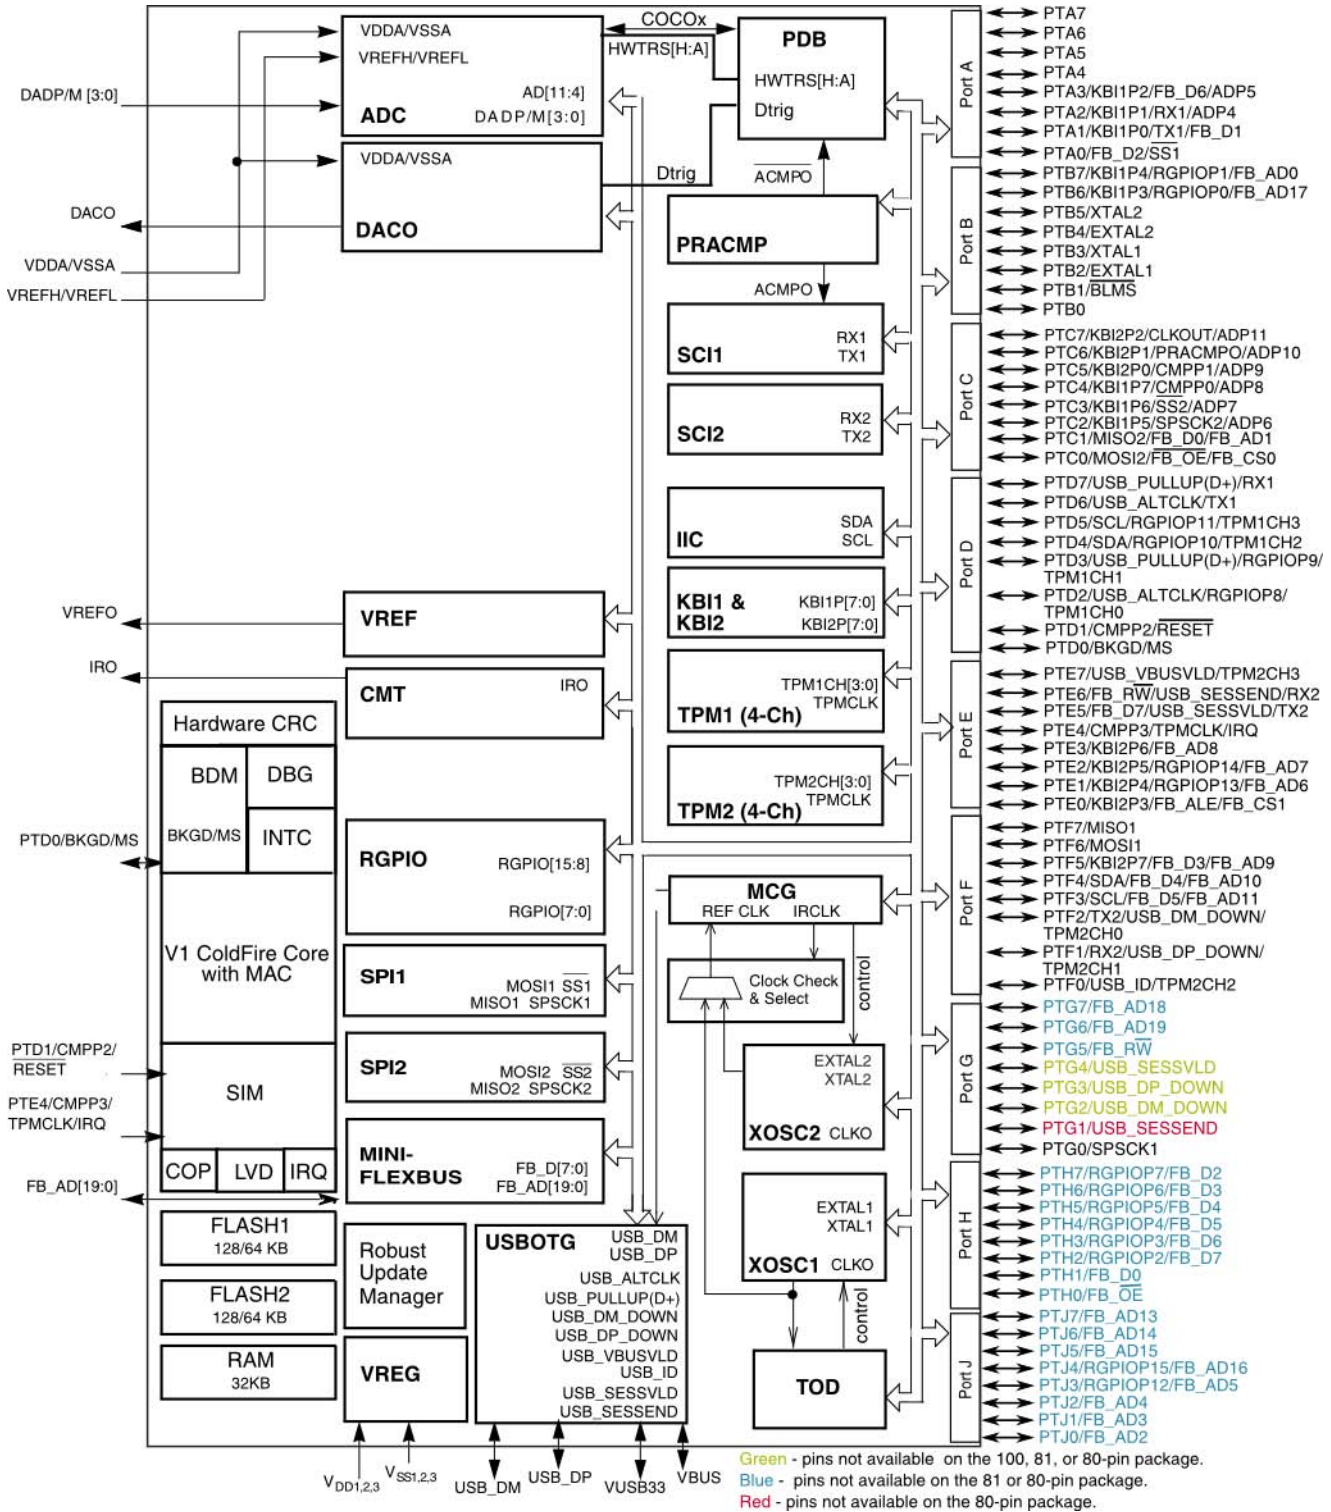 VDDA/VSSA
VREFH/VREFL
DADP/M [3:0]
AD[11:4]
DADP/M[3:0]
ADC
COCOx
HWTRS[H:A]
PDB
HWTRS[H:A]
Dtrig
VDDA/VSSA
Dtrig
DACO
DACO
VDDA/VSSA
VREFH/VREFL
ACMPO
PRACMP
ACMPO
SCI1
RX1
TX1
SCI2
RX2
TX2
IIC
SDA
SCL
KBI1 &
KBI2
KBI1P[7:0]
KBI2P[7:0]
TPM1CH[3:0]
TPMCLK
TPM1 (4-Ch)
TPM2CH[3:0]
TPMCLK
TPM2 (4-Ch)
VREFO
VREF
IRO
CMT
IRO
Hardware CRC
BDM
DBG
BKGD/MS
INTC
PTD0/BKGD/MS
V1 ColdFire Core
with MAC
PTD1/CMPP2/
RESET
SIM
PTE4/CMPP3/
TPMCLK/IRQ
COP
LVD
IRQ
FB_AD[19:0]
FLASH1
128/64 KB
FLASH2
128/64 KB
RAM
32KB
RGPIO
RGPIO[15:8]
RGPIO[7:0]
SPI1
MOSI1 SS1
MISO1 SPSCK1
SPI2
MOSI2 SS2
MISO2 SPSCK2
MINI-
FLEXBUS
FB_D[7:0]
FB_AD[19:0]
Robust
Update
Manager
VREG
VDD1,2,3
VSS1,2,3
USBOTG
USB_DM
USB_DP
USB_ALTCLK
USB_PULLUP(D+)
USB_DM_DOWN
USB_DP_DOWN
USB_VBUSVLD
USB_ID
USB_SESSVLD
USB_SESSEND
USB_DM
USB_DP
VUSB33
VBUS
MCG
REF CLK
IRCLK
Clock Check
& Select
control
EXTAL2
XTAL2
XOSC2
CLKO
EXTAL1
XTAL1
XOSC1
CLKO
control
TOD
Port A
PTA7
PTA6
PTA5
PTA4
PTA3/KBI1P2/FB_D6/ADP5
PTA2/KBI1P1/RX1/ADP4
PTA1/KBI1P0/TX1/FB_D1
PTA0/FB_D2/SS1
Port B
PTB7/KBI1P4/RGPIOP1/FB_AD0
PTB6/KBI1P3/RGPIOP0/FB_AD17
PTB5/XTAL2
PTB4/EXTAL2
PTB3/XTAL1
PTB2/EXTAL1
PTB1/BLMS
PTB0
Port C
PTC7/KBI2P2/CLKOUT/ADP11
PTC6/KBI2P1/PRACMPO/ADP10
PTC5/KBI2P0/CMPP1/ADP9
PTC4/KBI1P7/CMPP0/ADP8
PTC3/KBI1P6/SS2/ADP7
PTC2/KBI1P5/SPSCK2/ADP6
PTC1/MISO2/FB_D0/FB_AD1
PTC0/MOSI2/FB_OE/FB_CS0
Port D
PTD7/USB_PULLUP(D+)/RX1
PTD6/USB_ALTCLK/TX1
PTD5/SCL/RGPIOP11/TPM1CH3
PTD4/SDA/RGPIOP10/TPM1CH2
PTD3/USB_PULLUP(D+)/RGPIOP9/
TPM1CH1
PTD2/USB_ALTCLK/RGPIOP8/
TPM1CH0
PTD1/CMPP2/RESET
PTD0/BKGD/MS
Port E
PTE7/USB_VBUSVLD/TPM2CH3
PTE6/FB_RW/USB_SESSEND/RX2
PTE5/FB_D7/USB_SESSVLD/TX2
PTE4/CMPP3/TPMCLK/IRQ
PTE3/KBI2P6/FB_AD8
PTE2/KBI2P5/RGPIOP14/FB_AD7
PTE1/KBI2P4/RGPIOP13/FB_AD6
PTE0/KBI2P3/FB_ALE/FB_CS1
Port F
PTF7/MISO1
PTF6/MOSI1
PTF5/KBI2P7/FB_D3/FB_AD9
PTF4/SDA/FB_D4/FB_AD10
PTF3/SCL/FB_D5/FB_AD11
PTF2/TX2/USB_DM_DOWN/
TPM2CH0
PTF1/RX2/USB_DP_DOWN/
TPM2CH1
PTF0/USB_ID/TPM2CH2
Port G
PTG7/FB_AD18
PTG6/FB_AD19
PTG5/FB_RW
PTG4/USB_SESSVLD
PTG3/USB_DP_DOWN
PTG2/USB_DM_DOWN
PTG1/USB_SESSEND
PTG0/SPSCK1
Port H
PTH7/RGPIOP7/FB_D2
PTH6/RGPIOP6/FB_D3
PTH5/RGPIOP5/FB_D4
PTH4/RGPIOP4/FB_D5
PTH3/RGPIOP3/FB_D6
PTH2/RGPIOP2/FB_D7
PTH1/FB_D0
PTH0/FB_OE
Port J
PTJ7/FB_AD13
PTJ6/FB_AD14
PTJ5/FB_AD15
PTJ4/RGPIOP15/FB_AD16
PTJ3/RGPIOP12/FB_AD5
PTJ2/FB_AD4
PTJ1/FB_AD3
PTJ0/FB_AD2
Green - pins not available on the 100, 81, or 80-pin package.
Blue - pins not available on the 81 or 80-pin package.
Red - pins not available on the 80-pin package.